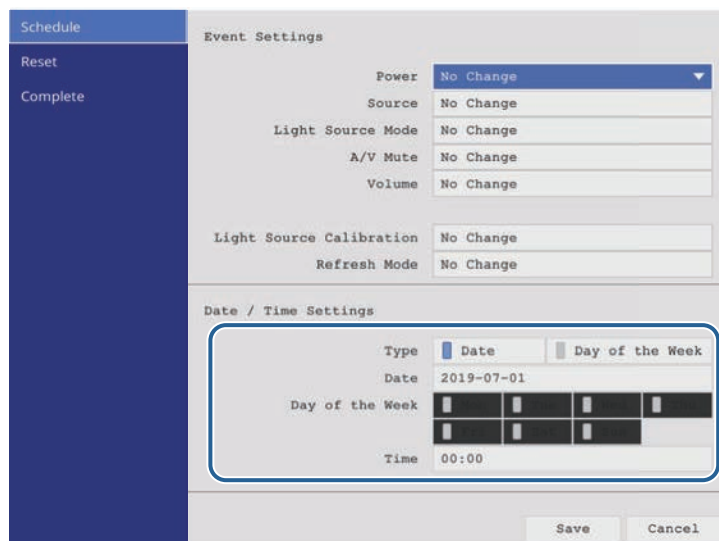 Schedule
Reset
Complete
Event Settings
Power No Change
Source No Change
Light Source Mode No Change
A/V Mute No Change
Volume No Change
Light Source Calibration No Change
Refresh Mode No Change
Date / Time Settings
Type Date Day of the Week
Date 2019-07-01
Day of the Week
Time 00:00
Save Cancel